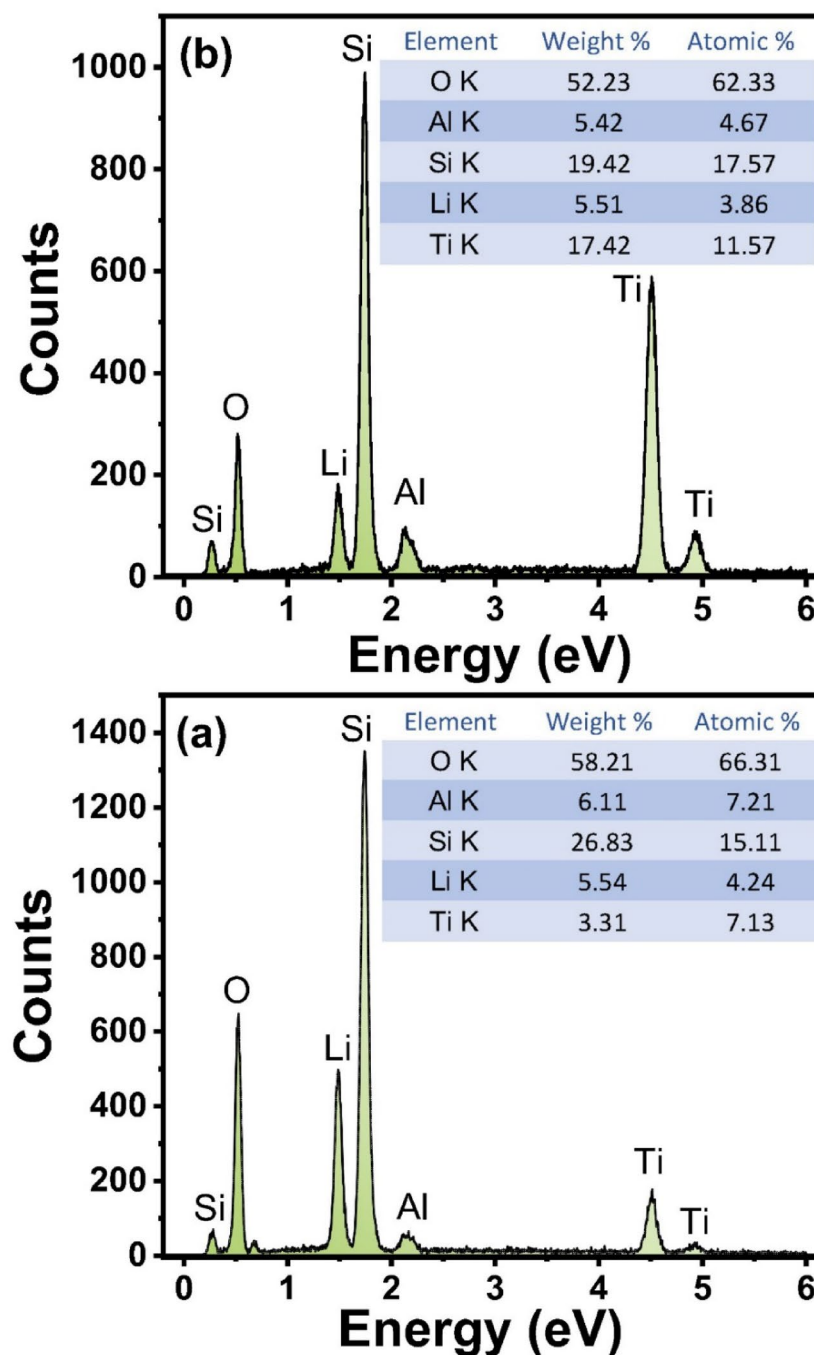 (b)
Element Weight % Atomic %
O K 52.23 62.33
Al K 5.42 4.67
Si K 19.42 17.57
Li K 5.51 3.86
Ti K 17.42 11.57
Si
O
Li
Si
Al
Ti
Ti
Counts
1000
800
600
400
200
0
0 1 2 3 4 5 6
Energy (eV)
(a)
Element Weight % Atomic %
O K 58.21 66.31
Al K 6.11 7.21
Si K 26.83 15.11
Li K 5.54 4.24
Ti K 3.31 7.13
Si
O
Li
Si
Al
Ti
Ti
Counts
1400
1200
1000
800
600
400
200
0
0 1 2 3 4 5 6
Energy (eV)